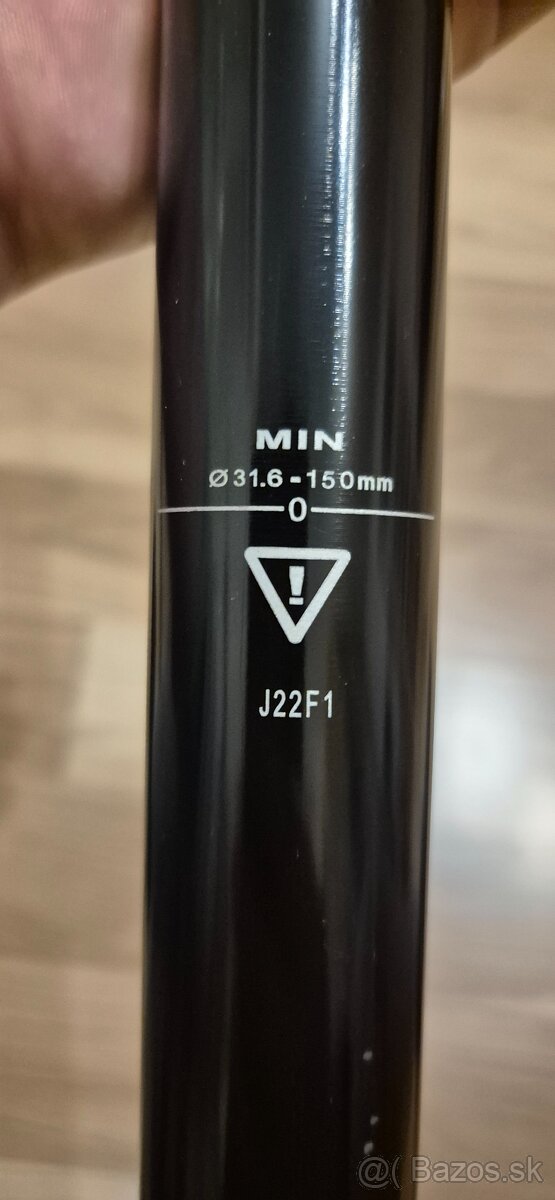 MIN
Ø31.6-150mm
0
!
J22F1
@( Bazos.sk